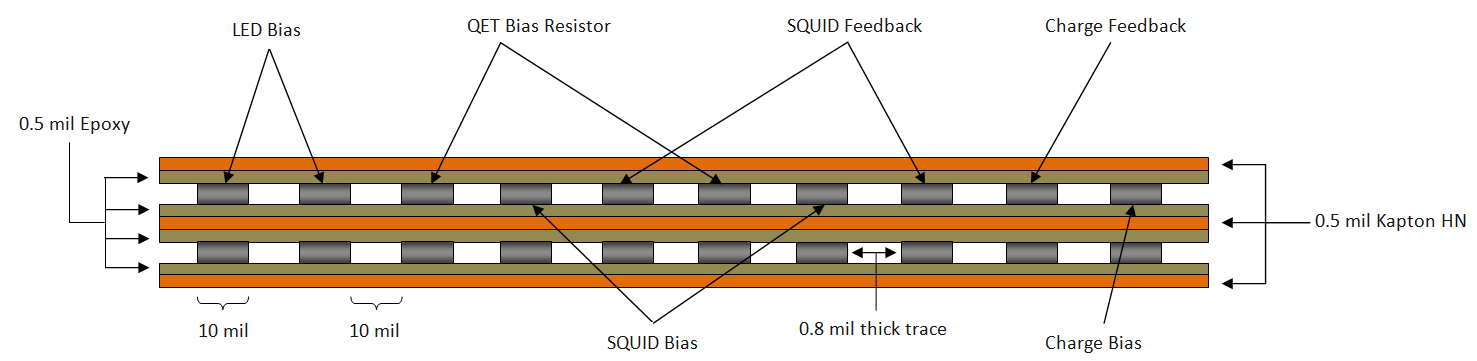 LED Bias
QET Bias Resistor
SQUID Feedback
Charge Feedback
0.5 mil Epoxy
0.5 mil Kapton HN
10 mil
10 mil
SQUID Bias
0.8 mil thick trace
Charge Bias